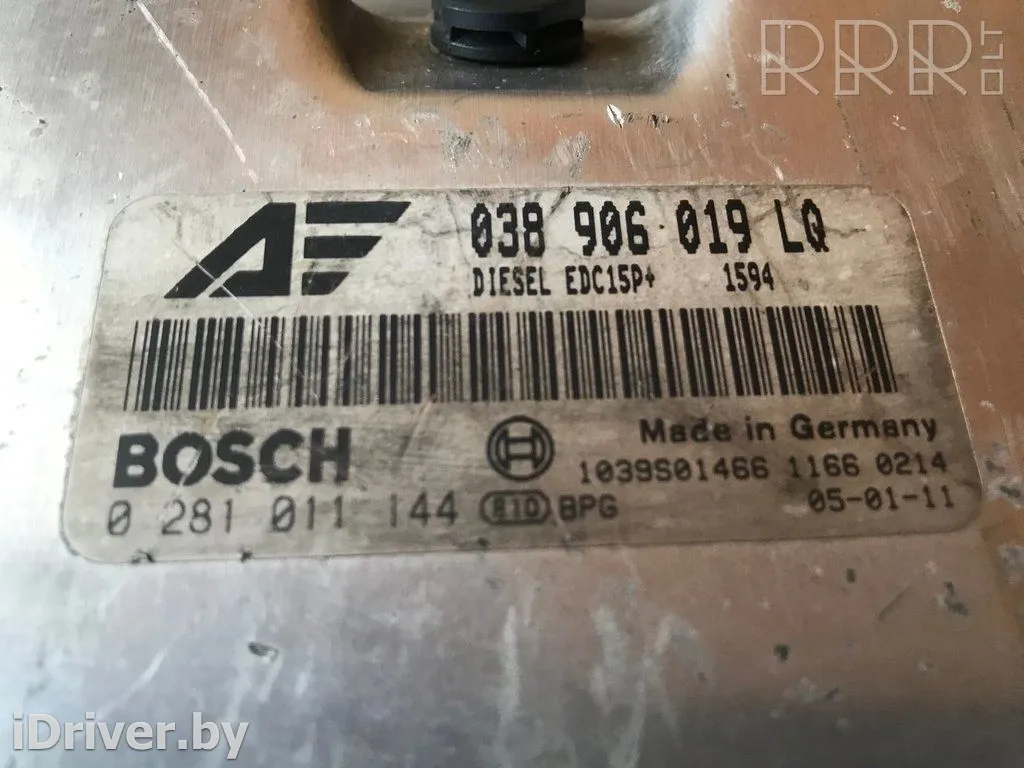 RRR.LT
AF 038 906 019 LQ
DIESEL EDC15P+ 1594
BOSCH Made in Germany
1039S01466 1166 0214
0 281 011 144 810 BPG 05-01-11
iDriver.by